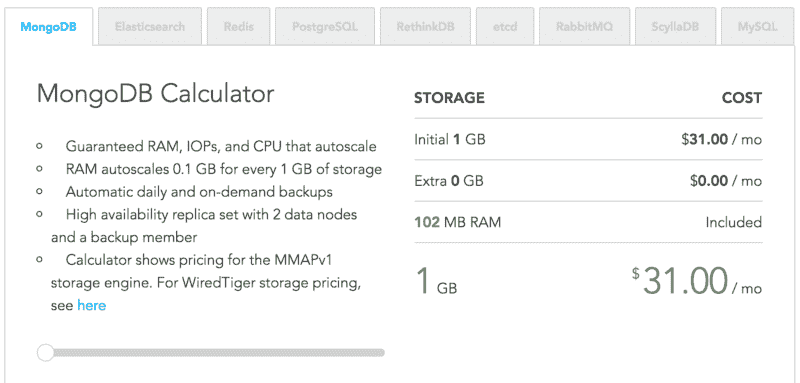 MongoDB Elasticsearch Redis PostgreSQL RethinkDB etcd RabbitMQ ScyllaDB MySQL
MongoDB Calculator
Guaranteed RAM, IOPs, and CPU that autoscale
RAM autoscales 0.1 GB for every 1 GB of storage
Automatic daily and on-demand backups
High availability replica set with 2 data nodes
and a backup member
Calculator shows pricing for the MMAPv1
storage engine. For WiredTiger storage pricing,
see here
STORAGE COST
Initial 1 GB $31.00 / mo
Extra 0 GB $0.00 / mo
102 MB RAM Included
1 GB $31.00 / mo